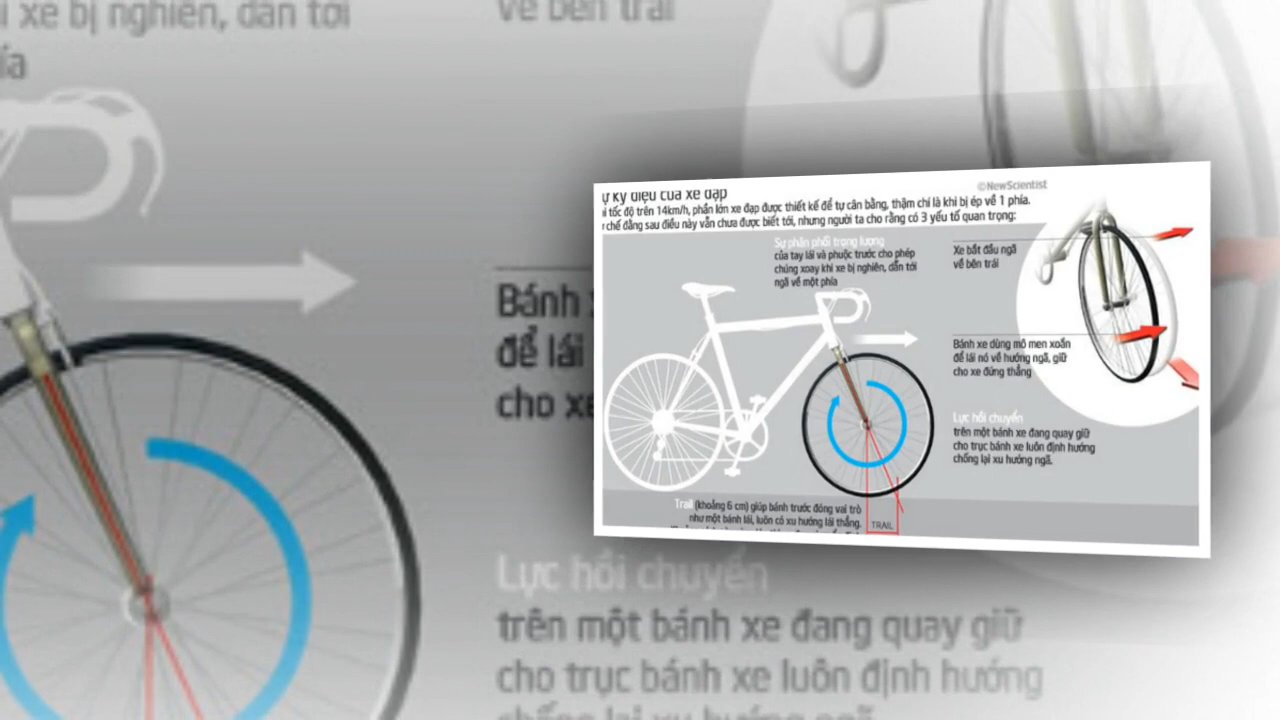 i xe bị nghiến, dẫn tới
ía
về bên trái
Bánh
để lái
cho xe
Lực hồi chuyển
trên một bánh xe đang quay giữ
cho trục bánh xe luôn định hướng
chống lại xu hướng ngã.
©NewScientist
ự kỳ diệu của xe đạp
i tốc độ trên 14km/h, phần lớn xe đạp được thiết kế để tự cân bằng, thậm chí là khi bị ép về 1 phía.
chế đằng sau điều này vẫn chưa được biết tới, nhưng người ta cho rằng có 3 yếu tố quan trọng:
Sự phân phối trọng lượng
của tay lái và phuộc trước cho phép
chúng xoay khi xe bị nghiến, dẫn tới
ngã về một phía
Xe bắt đầu ngã
về bên trái
Bánh xe dùng mô men xoắn
để lái nó về hướng ngã, giữ
cho xe đứng thẳng
Lực hồi chuyển
trên một bánh xe đang quay giữ
cho trục bánh xe luôn định hướng
chống lại xu hướng ngã.
Trail (khoảng 6 cm) giúp bánh trước đóng vai trò
như một bánh lái, luôn có xu hướng lái thẳng.
TRAIL